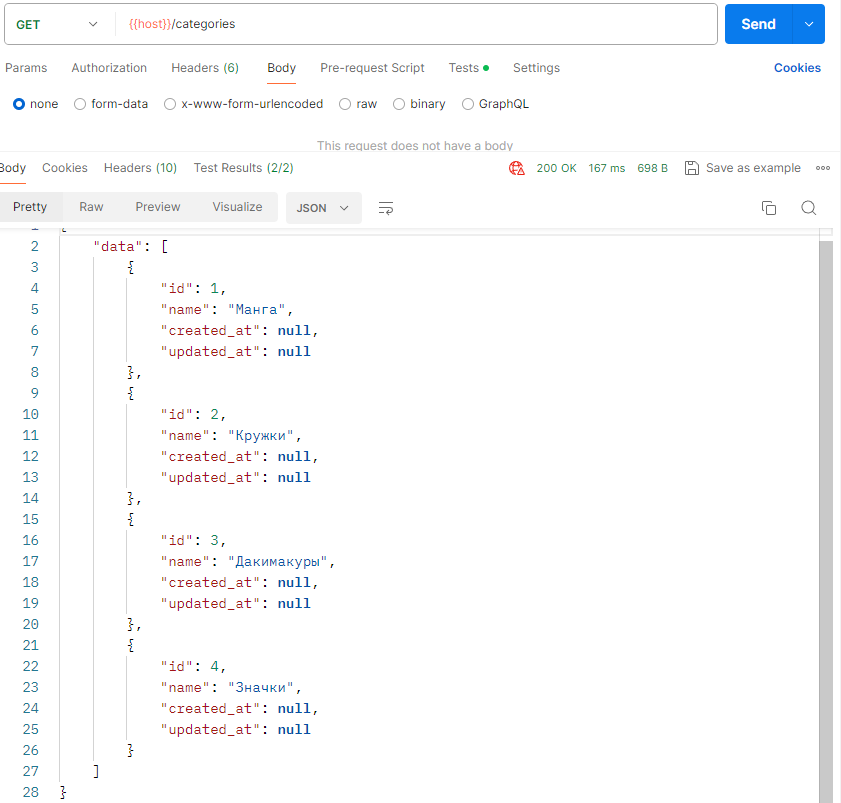 GET {{host}}/categories Send
Params Authorization Headers (6) Body Pre-request Script Tests Settings Cookies
none form-data x-www-form-urlencoded raw binary GraphQL
This request does not have a body
Body Cookies Headers (10) Test Results (2/2) 200 OK 167 ms 698 B Save as example
Pretty Raw Preview Visualize JSON
1 {
2 "data": [
3 {
4 "id": 1,
5 "name": "Манга",
6 "created_at": null,
7 "updated_at": null
8 },
9 {
10 "id": 2,
11 "name": "Кружки",
12 "created_at": null,
13 "updated_at": null
14 },
15 {
16 "id": 3,
17 "name": "Дакимакуры",
18 "created_at": null,
19 "updated_at": null
20 },
21 {
22 "id": 4,
23 "name": "Значки",
24 "created_at": null,
25 "updated_at": null
26 }
27 ]
28 }